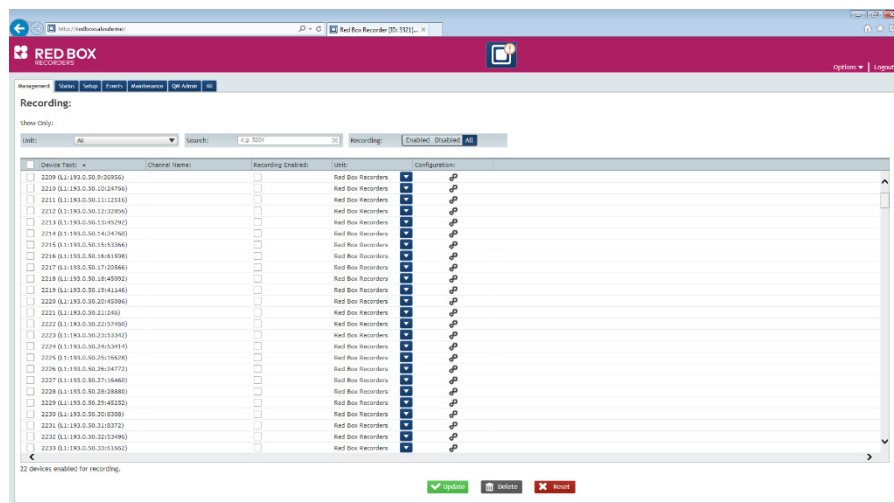 http://redboxsalesdemo/
Red Box Recorder [ID: 3321]...
RED BOX
RECORDERS
Options ▾ | Logout
Management Status Setup Events Maintenance QM Admin All
Recording:
Show Only:
Unit: All Search: e.g. 5201 Recording: Enabled Disabled All
Device Text: Channel Name: Recording Enabled: Unit: Configuration:
2209 (L1:193.0.50.9:26956) Red Box Recorders
2210 (L1:193.0.50.10:24766) Red Box Recorders
2211 (L1:193.0.50.11:12516) Red Box Recorders
2212 (L1:193.0.50.12:32856) Red Box Recorders
2213 (L1:193.0.50.13:45292) Red Box Recorders
2214 (L1:193.0.50.14:24760) Red Box Recorders
2215 (L1:193.0.50.15:53366) Red Box Recorders
2216 (L1:193.0.50.16:61598) Red Box Recorders
2217 (L1:193.0.50.17:20566) Red Box Recorders
2218 (L1:193.0.50.18:45092) Red Box Recorders
2219 (L1:193.0.50.19:41146) Red Box Recorders
2220 (L1:193.0.50.20:45086) Red Box Recorders
2221 (L1:193.0.50.21:246) Red Box Recorders
2222 (L1:193.0.50.22:57468) Red Box Recorders
2223 (L1:193.0.50.23:53342) Red Box Recorders
2224 (L1:193.0.50.24:53414) Red Box Recorders
2225 (L1:193.0.50.25:16628) Red Box Recorders
2226 (L1:193.0.50.26:24772) Red Box Recorders
2227 (L1:193.0.50.27:16460) Red Box Recorders
2228 (L1:193.0.50.28:28880) Red Box Recorders
2229 (L1:193.0.50.29:45252) Red Box Recorders
2230 (L1:193.0.50.30:8308) Red Box Recorders
2231 (L1:193.0.50.31:8372) Red Box Recorders
2232 (L1:193.0.50.32:53496) Red Box Recorders
2233 (L1:193.0.50.33:61662) Red Box Recorders
22 devices enabled for recording.
Update Delete Reset